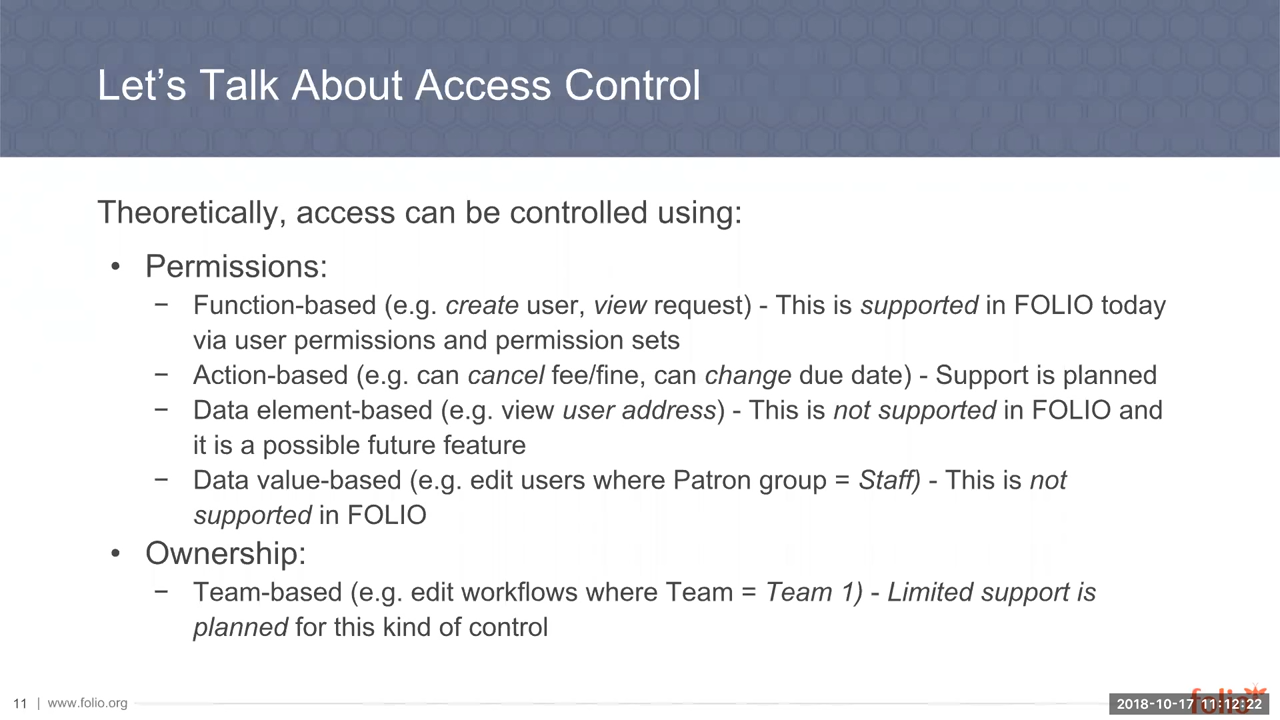 Let’s Talk About Access Control
Theoretically, access can be controlled using:
• Permissions:
− Function-based (e.g. create user, view request) - This is supported in FOLIO today
via user permissions and permission sets
− Action-based (e.g. can cancel fee/fine, can change due date) - Support is planned
− Data element-based (e.g. view user address) - This is not supported in FOLIO and
it is a possible future feature
− Data value-based (e.g. edit users where Patron group = Staff) - This is not
supported in FOLIO
• Ownership:
− Team-based (e.g. edit workflows where Team = Team 1) - Limited support is
planned for this kind of control
11 | www.folio.org
folio
2018-10-17 11:12:22